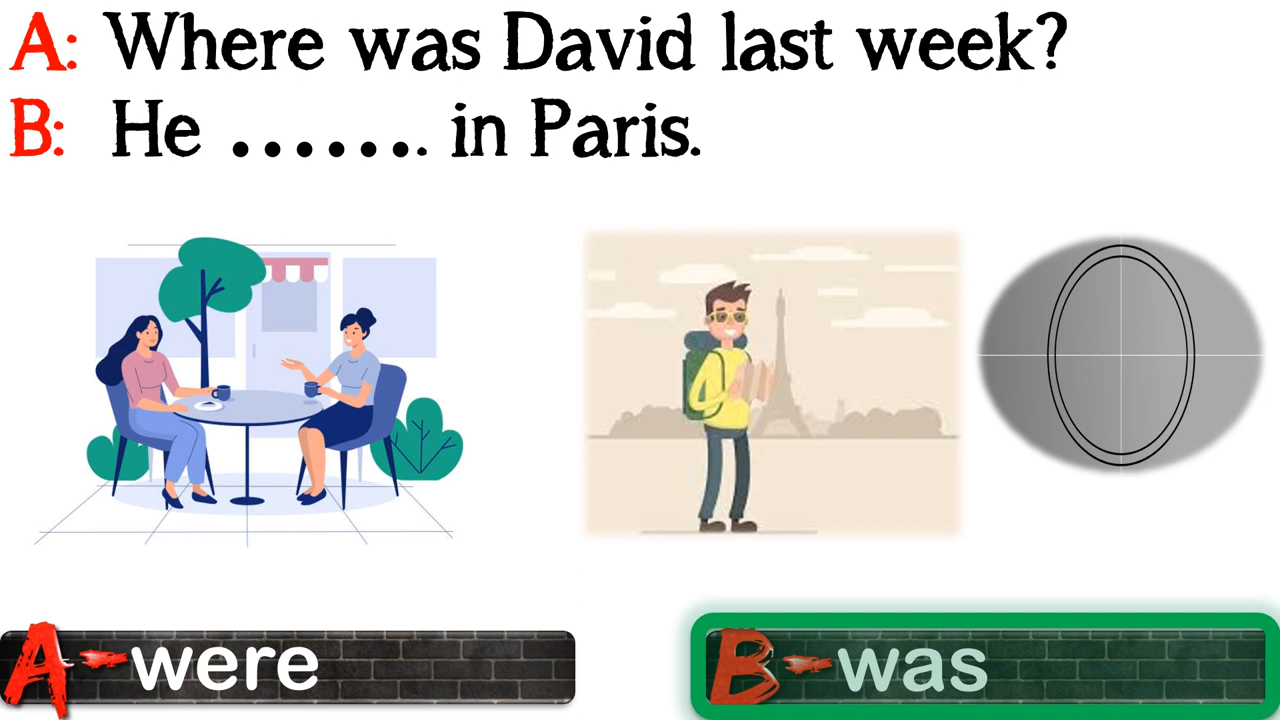 A: Where was David last week?
B: He ........ in Paris.
A- were
B- was